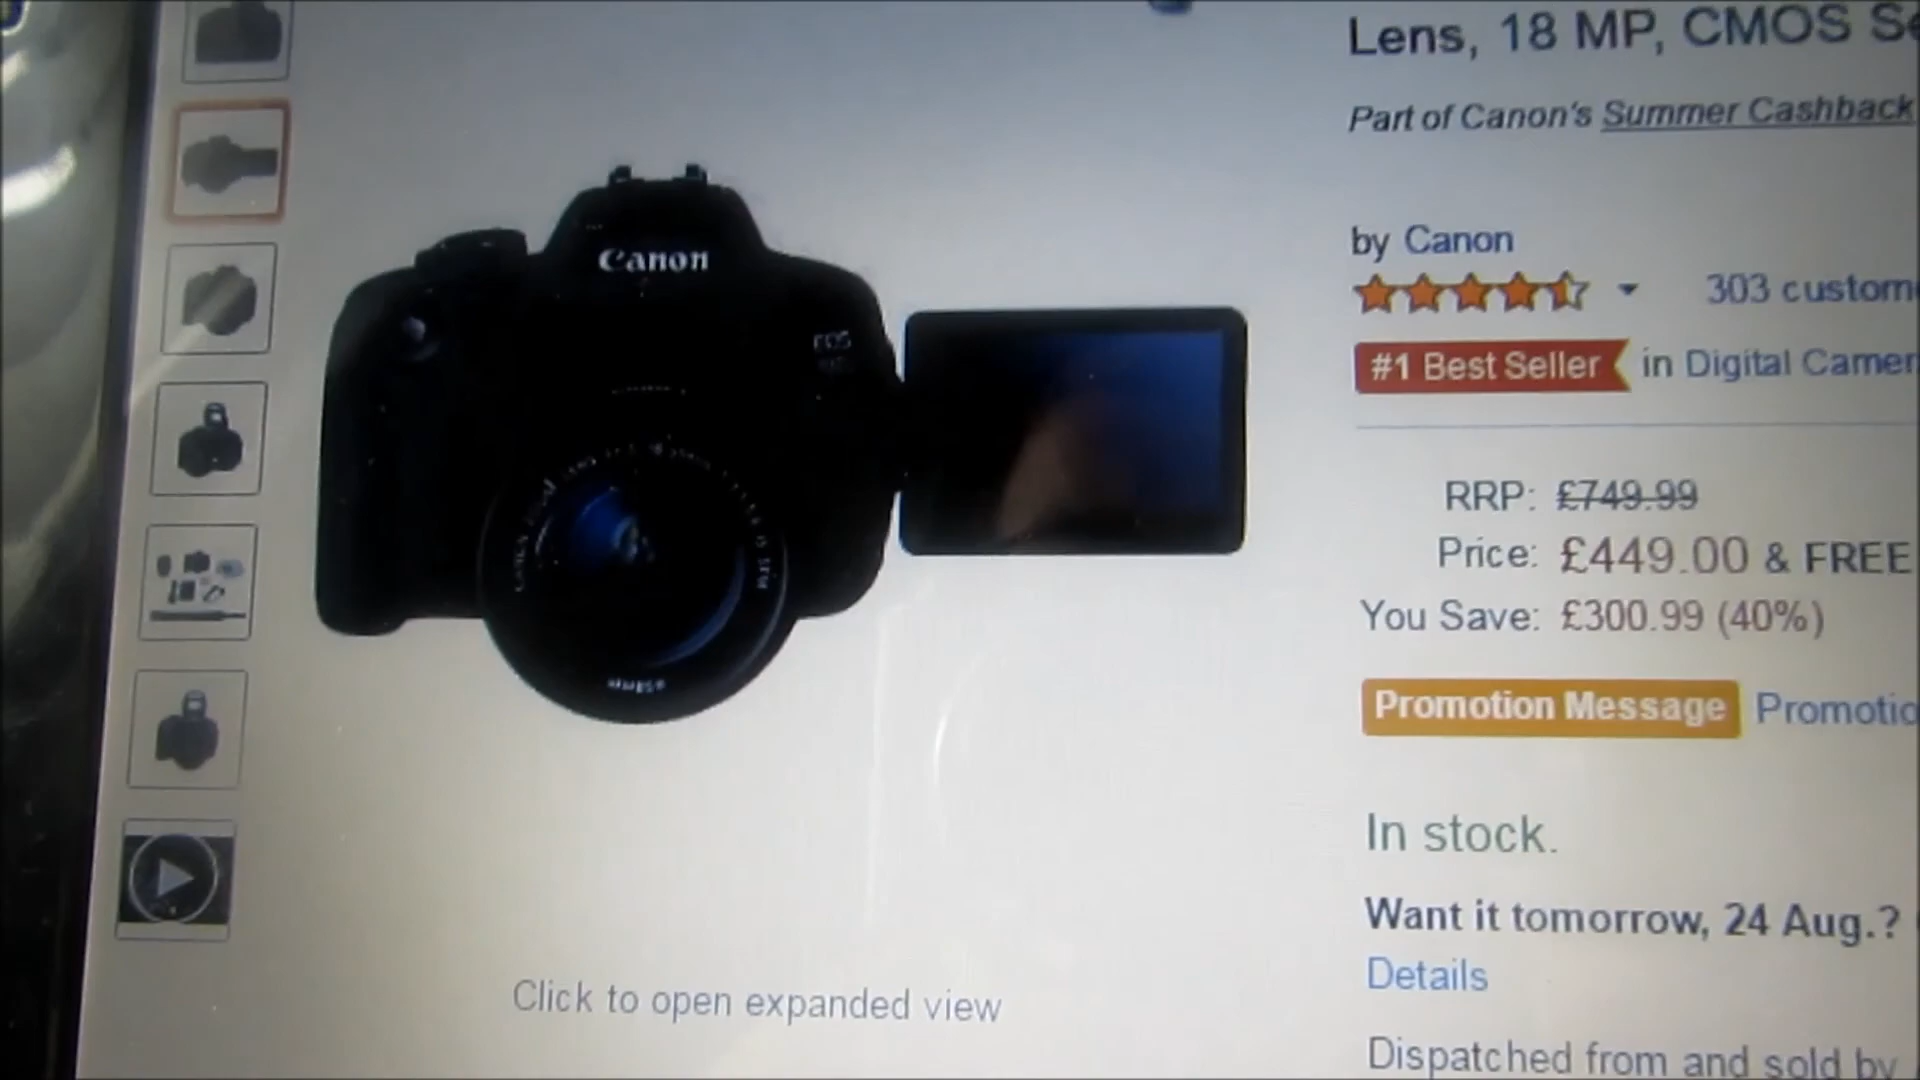 Lens, 18 MP, CMOS Se
Part of Canon's Summer Cashback
by Canon
303 custom
#1 Best Seller in Digital Camer
RRP: £749.99
Price: £449.00 & FREE
You Save: £300.99 (40%)
Promotion Message Promotio
In stock.
Want it tomorrow, 24 Aug.?
Details
Dispatched from and sold by
Canon
EOS
Click to open expanded view